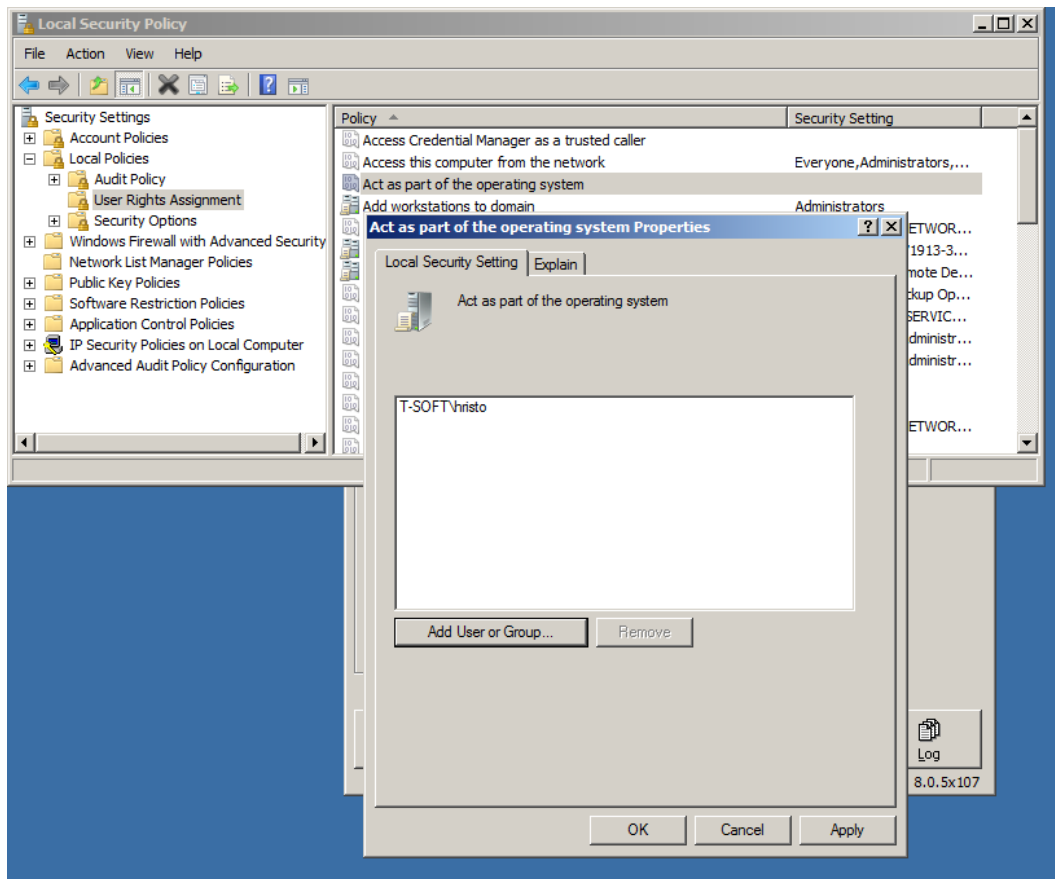 Local Security Policy
File Action View Help
Security Settings
Account Policies
Local Policies
Audit Policy
User Rights Assignment
Security Options
Windows Firewall with Advanced Security
Network List Manager Policies
Public Key Policies
Software Restriction Policies
Application Control Policies
IP Security Policies on Local Computer
Advanced Audit Policy Configuration
Policy Security Setting
Access Credential Manager as a trusted caller
Access this computer from the network Everyone,Administrators,...
Act as part of the operating system
Add workstations to domain Administrators
ETWOR...
1913-3...
mote De...
ckup Op...
SERVIC...
dministr...
dministr...
ETWOR...
Act as part of the operating system Properties
Local Security Setting Explain
Act as part of the operating system
T-SOFT\hristo
Add User or Group... Remove
OK Cancel Apply
Log
8.0.5x107